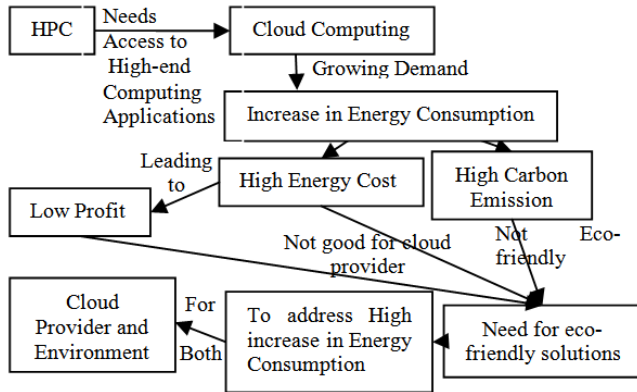 HPC
Needs
Access to
High-end
Computing
Applications
Cloud Computing
Growing Demand
Increase in Energy Consumption
Leading
to
High Energy Cost
High Carbon
Emission
Low Profit
Not good for cloud
provider
Not Eco-
friendly
Cloud
Provider and
Environment
For
Both
To address High
increase in Energy
Consumption
Need for eco-
friendly solutions